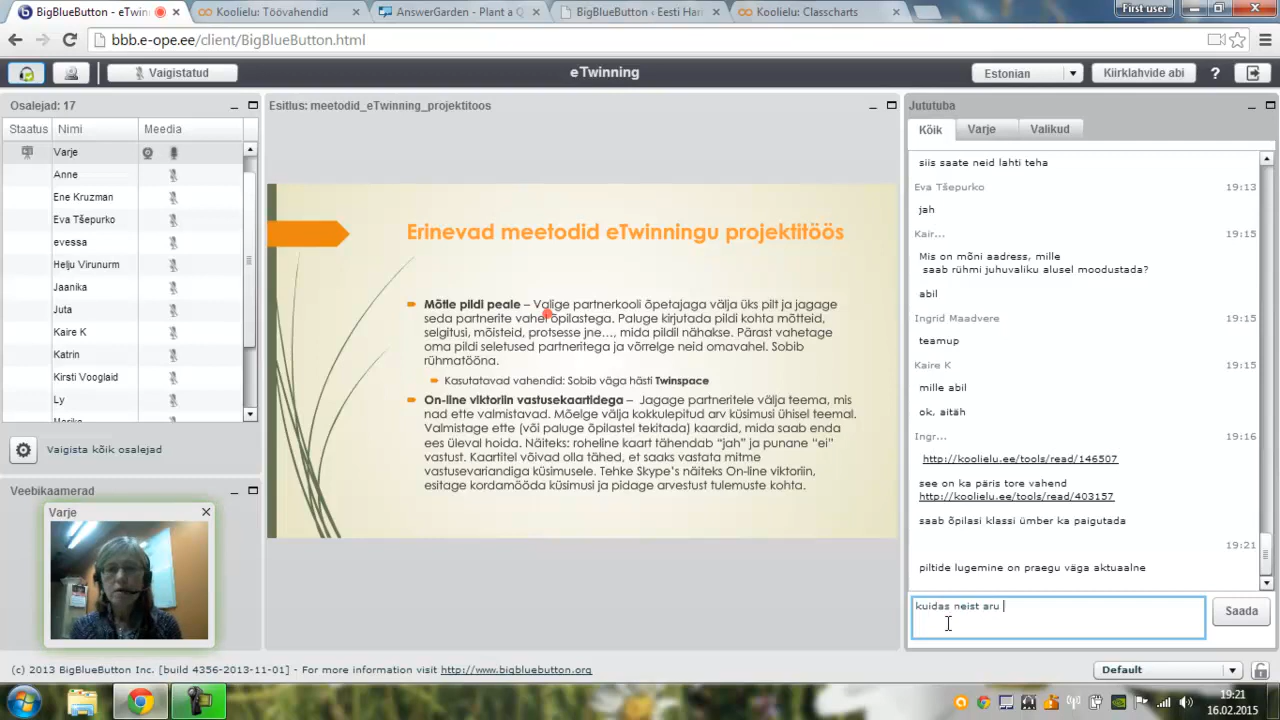 BigBlueButton - eTwin
Koolielu: Töövahendid
AnswerGarden - Plant a Q
BigBlueButton ‹ Eesti Har
Koolielu: Classcharts
First user
bbb.e-ope.ee/client/BigBlueButton.html
Vaigistatud
eTwinning
Estonian
Kiirklahvide abi
?
Osalejad: 17
Staatus Nimi Meedia
Varje
Anne
Ene Kruzman
Eva Tšepurko
evessa
Helju Virunurm
Jaanika
Juta
Kaire K
Katrin
Kirsti Vooglaid
Ly
Vaigista kõik osalejad
Veebikaamerad
Varje
Esitlus: meetodid_eTwinning_projektitoos
Erinevad meetodid eTwinningu projektitöös
Mõtle pildi peale – Valige partnerkooli õpetajaga välja üks pilt ja jagage
seda partnerite vahel õpilastega. Paluge kirjutada pildi kohta mõtteid,
selgitusi, mõisteid, protsesse jne…, mida pildil nähakse. Pärast vahetage
oma pildi seletused partneritega ja võrrelge neid omavahel. Sobib
rühmatööna.
Kasutatavad vahendid: Sobib väga hästi Twinspace
On-line viktoriin vastusekaartidega – Jagage partneritele välja teema, mis
nad ette valmistavad. Mõelge välja kokkulepitud arv küsimusi ühisel teemal.
Valmistage ette (või paluge õpilastel tekitada) kaardid, mida saab enda
ees üleval hoida. Näiteks: roheline kaart tähendab “jah” ja punane “ei”
vastust. Kaartitel võivad olla tähed, et saaks vastata mitme
vastusevariandiga küsimusele. Tehke Skype’s näiteks On-line viktoriin,
esitage kordamööda küsimusi ja pidage arvestust tulemuste kohta.
Jututuba
Kõik Varje Valikud
siis saate neid lahti teha
Eva Tšepurko 19:13
jah
Kair... 19:15
Mis on mõni aadress, mille
saab rühmi juhuvaliku alusel moodustada?
abil
Ingrid Maadvere 19:15
teamup
Kaire K 19:15
mille abil
ok, aitäh
Ingr... 19:16
http://koolielu.ee/tools/read/146507
see on ka päris tore vahend
http://koolielu.ee/tools/read/403157
saab õpilasi klassi ümber ka paigutada
19:21
piltide lugemine on praegu väga aktuaalne
kuidas neist aru
Saada
(c) 2013 BigBlueButton Inc. [build 4356-2013-11-01] - For more information visit http://www.bigbluebutton.org
Default
19:21
16.02.2015